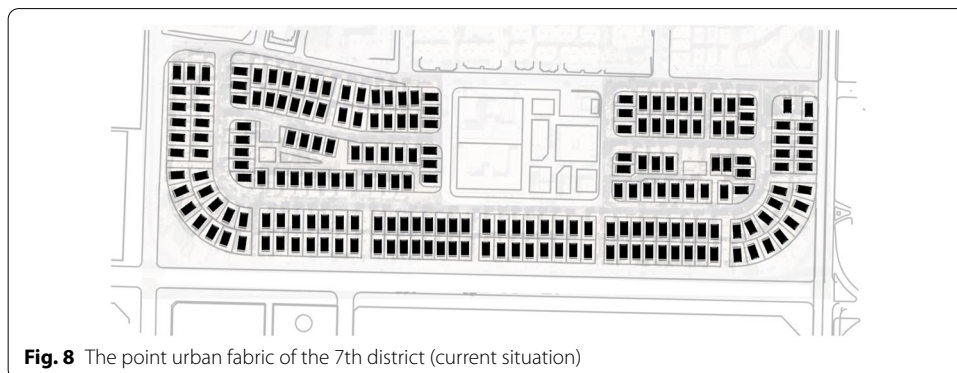 Fig. 8 The point urban fabric of the 7th district (current situation)